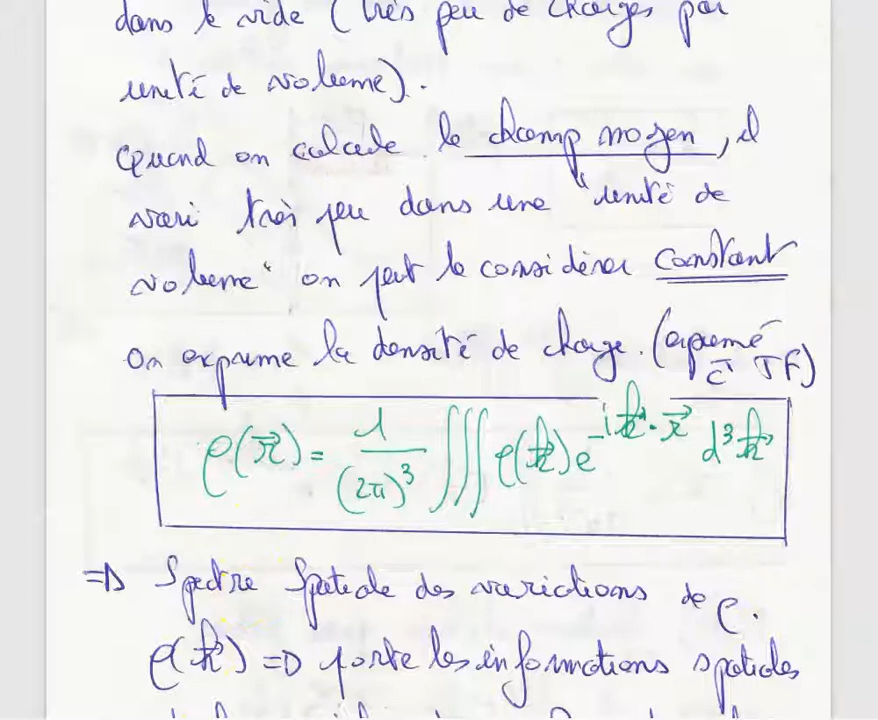 dans le vide (très peu de charges par
unité de volume).
Quand on calcule le champ moyen, il
vari très peu dans une "unité de
volume" on peut le considérer constant
On exprime la densité de charge. (exprimé
c̄ TF)
ρ(r⃗) = 1/(2π)³ ∭ ρ(k⃗) e^{-i k⃗·r⃗} d³k⃗
=> Spectre Spatiale des variations de ρ.
ρ(k⃗) => porte les informations spatiales